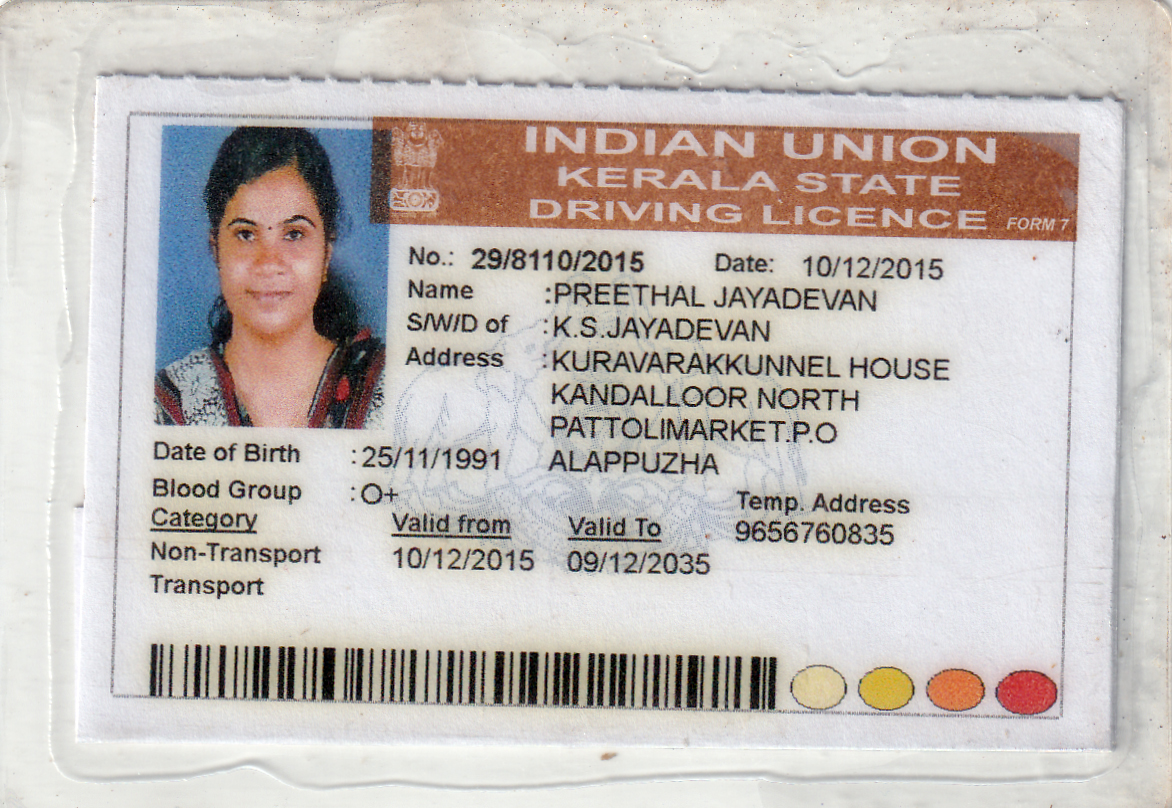 INDIAN UNION
KERALA STATE
DRIVING LICENCE FORM 7
No.: 29/8110/2015 Date: 10/12/2015
Name :PREETHAL JAYADEVAN
S/W/D of :K.S.JAYADEVAN
Address :KURAVARAKKUNNEL HOUSE
KANDALLOOR NORTH
PATTOLIMARKET.P.O
ALAPPUZHA
Date of Birth :25/11/1991
Blood Group :O+
Temp. Address
9656760835
Category Valid from Valid To
Non-Transport 10/12/2015 09/12/2035
Transport